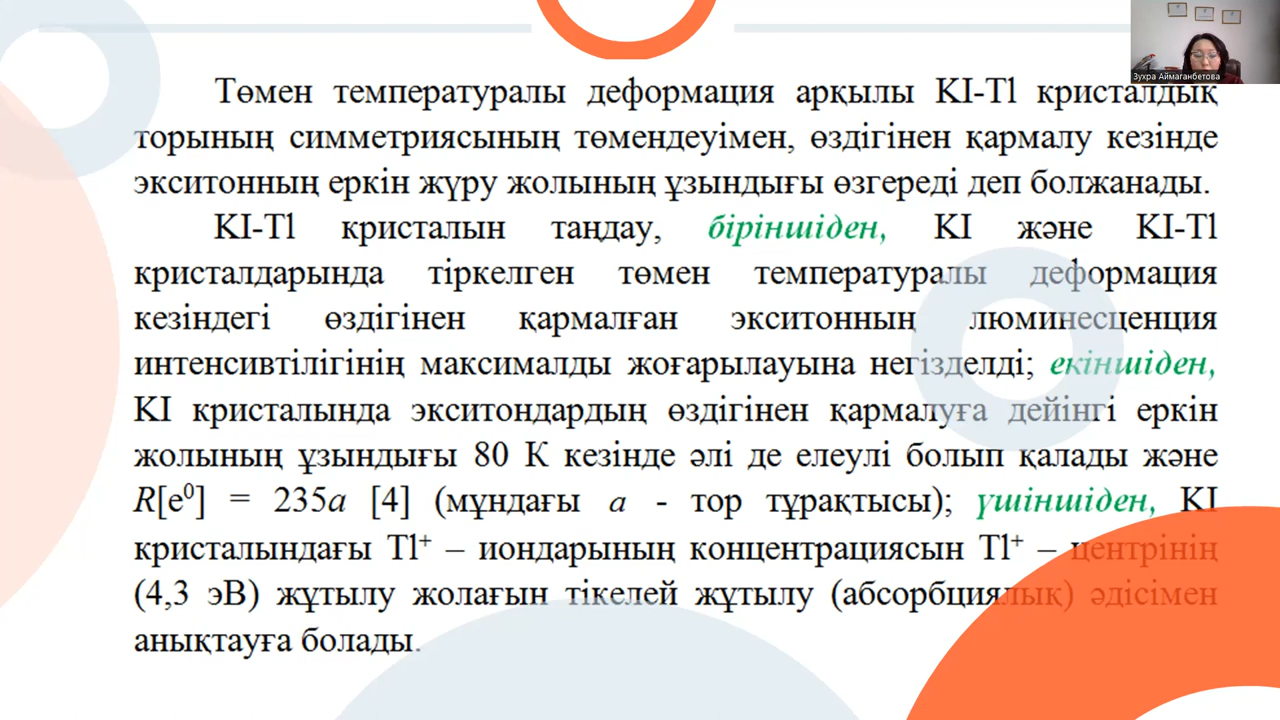 Зухра Аймаганбетова
Төмен температуралы деформация арқылы KI-Tl кристалдық
торының симметриясының төмендеуімен, өздігінен қармалу кезінде
экситонның еркін жүру жолының ұзындығы өзгереді деп болжанады.
KI-Tl кристалын таңдау, біріншіден, KI және KI-Tl
кристалдарында тіркелген төмен температуралы деформация
кезіндегі өздігінен қармалған экситонның люминесценция
интенсивтілігінің максималды жоғарылауына негізделді; екіншіден,
KI кристалында экситондардың өздігінен қармалуға дейінгі еркін
жолының ұзындығы 80 K кезінде әлі де елеулі болып қалады және
R[e⁰] = 235a [4] (мұндағы a - тор тұрақтысы); үшіншіден, KI
кристалындағы Tl⁺ – иондарының концентрациясын Tl⁺ – центрінің
(4,3 эВ) жұтылу жолағын тікелей жұтылу (абсорбциялық) әдісімен
анықтауға болады.